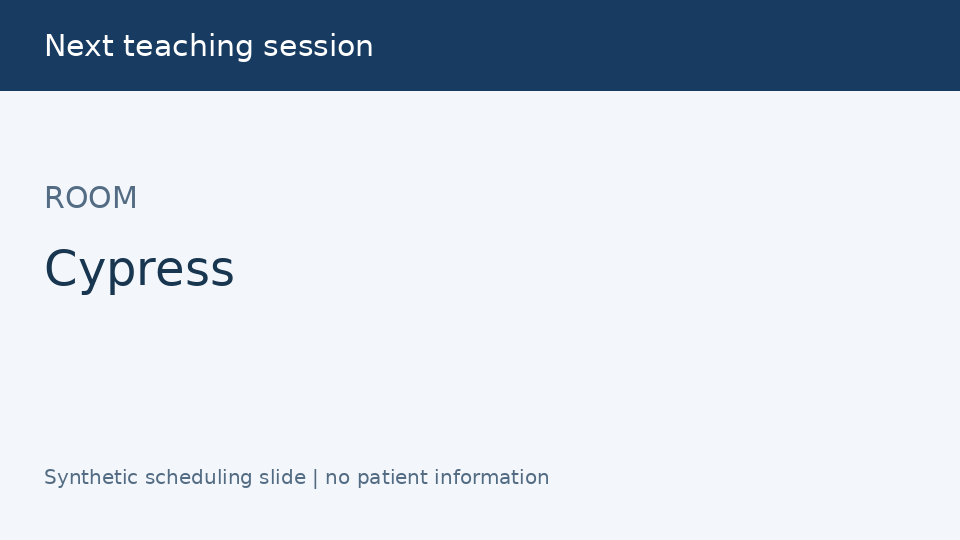 Next teaching session
ROOM
Cypress
Synthetic scheduling slide | no patient information